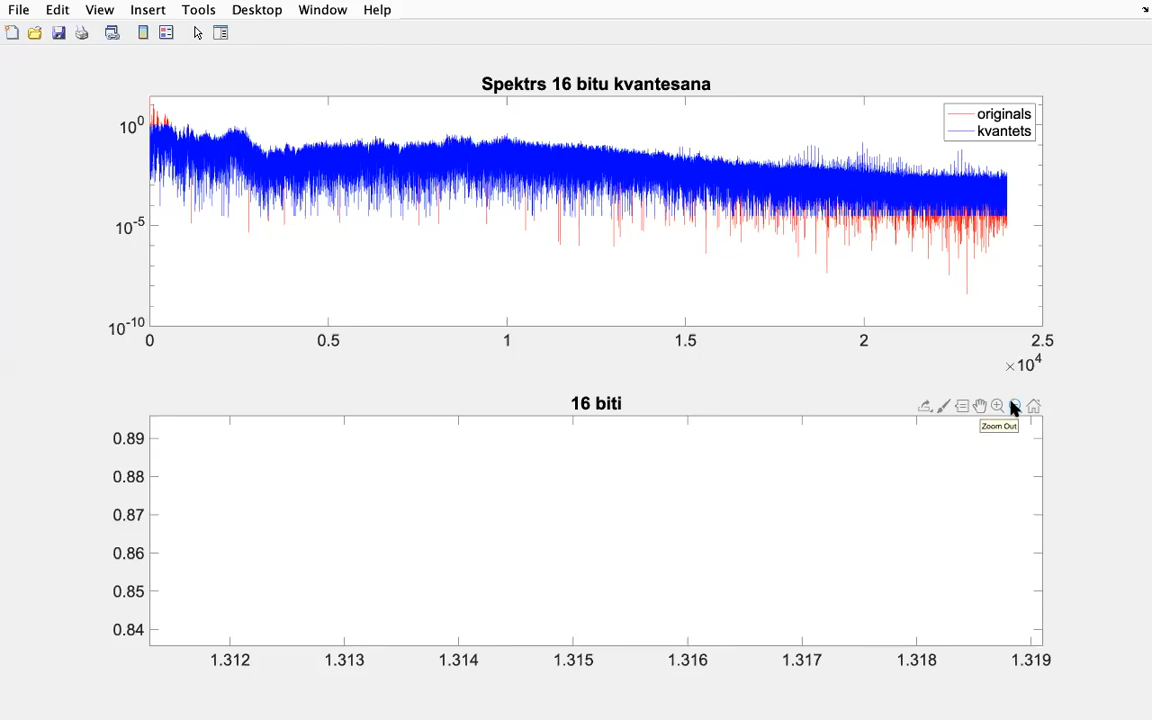 File Edit View Insert Tools Desktop Window Help
Spektrs 16 bitu kvantesana
originals
kvantets
10^0
10^-5
10^-10
0 0.5 1 1.5 2 2.5
×10^4
16 biti
Zoom Out
0.89
0.88
0.87
0.86
0.85
0.84
1.312 1.313 1.314 1.315 1.316 1.317 1.318 1.319